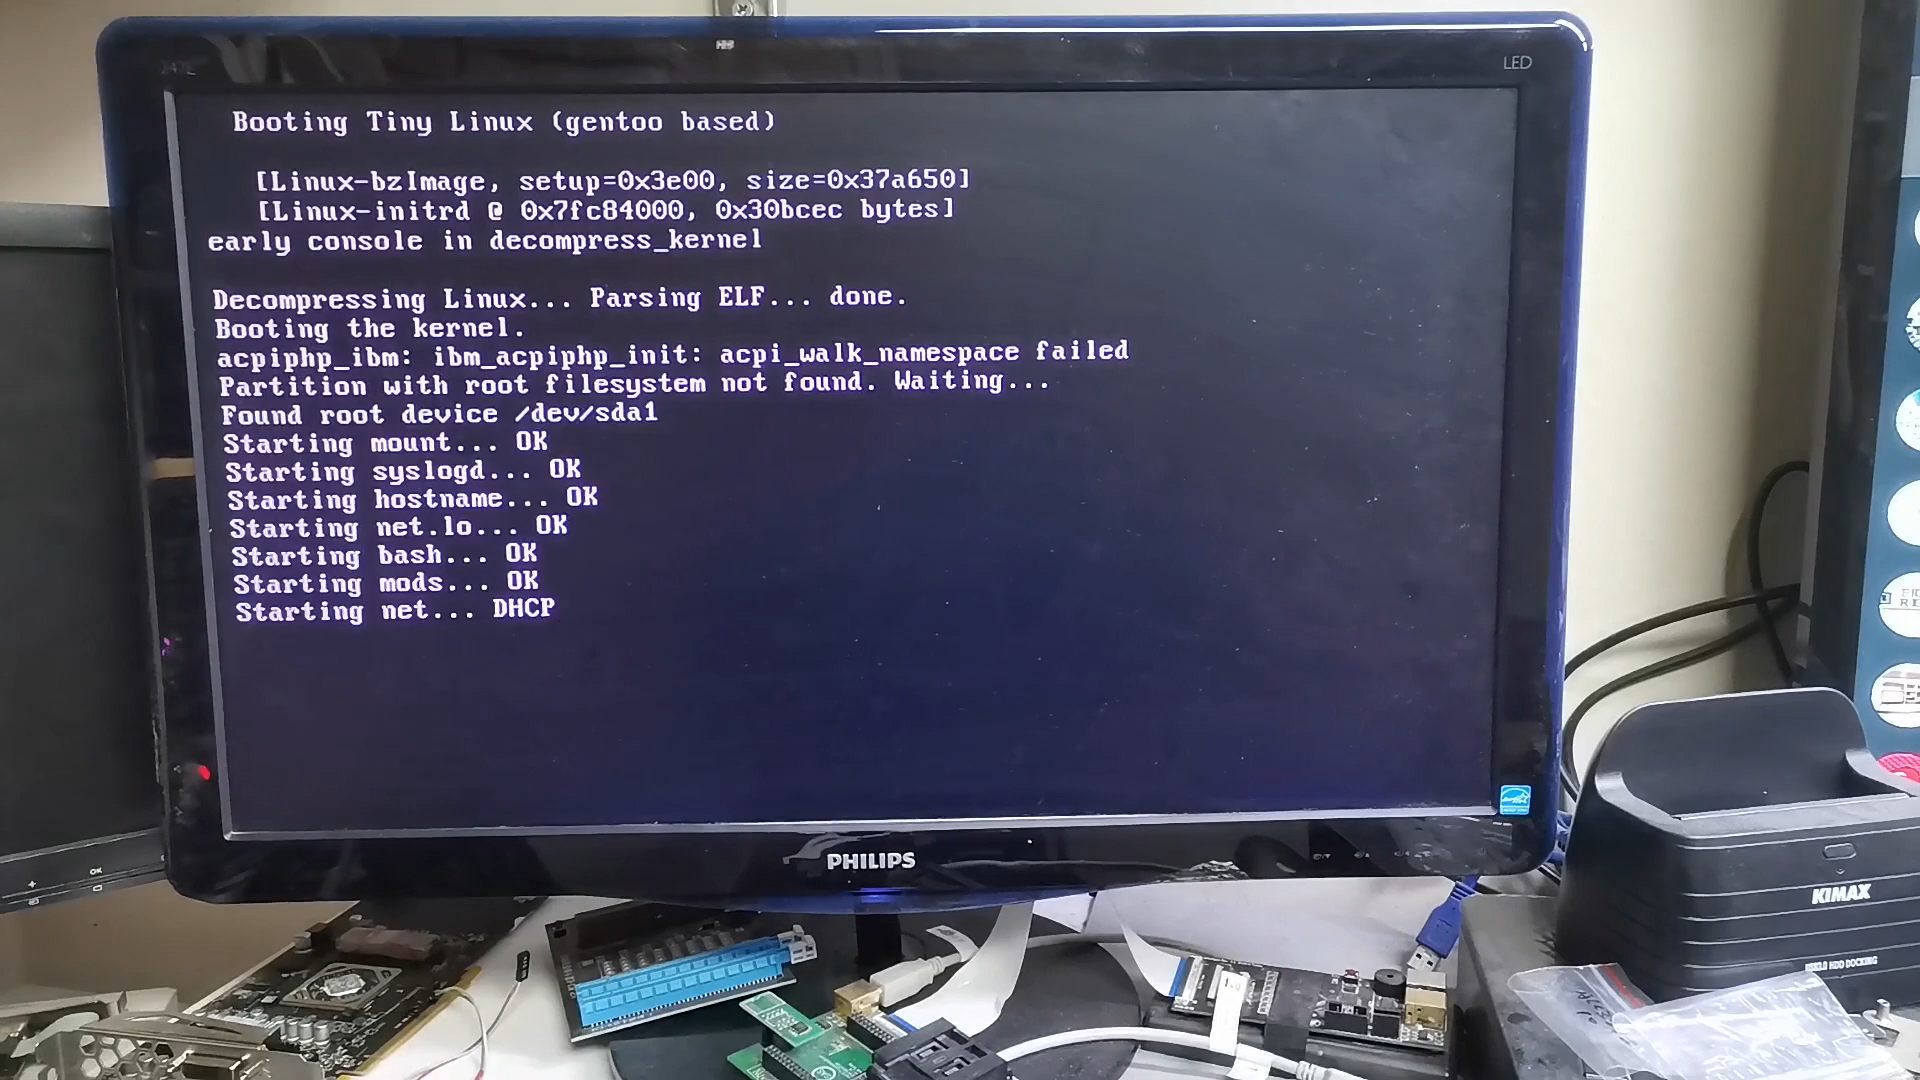 LED
Booting Tiny Linux (gentoo based)
[Linux-bzImage, setup=0x3e00, size=0x37a650]
[Linux-initrd @ 0x7fc84000, 0x30bcec bytes]
early console in decompress_kernel
Decompressing Linux... Parsing ELF... done.
Booting the kernel.
acpiphp_ibm: ibm_acpiphp_init: acpi_walk_namespace failed
Partition with root filesystem not found. Waiting...
Found root device /dev/sda1
Starting mount... OK
Starting syslogd... OK
Starting hostname... OK
Starting net.lo... OK
Starting bash... OK
Starting mods... OK
Starting net... DHCP
PHILIPS
OK
KIMAX
HDD DOCKING